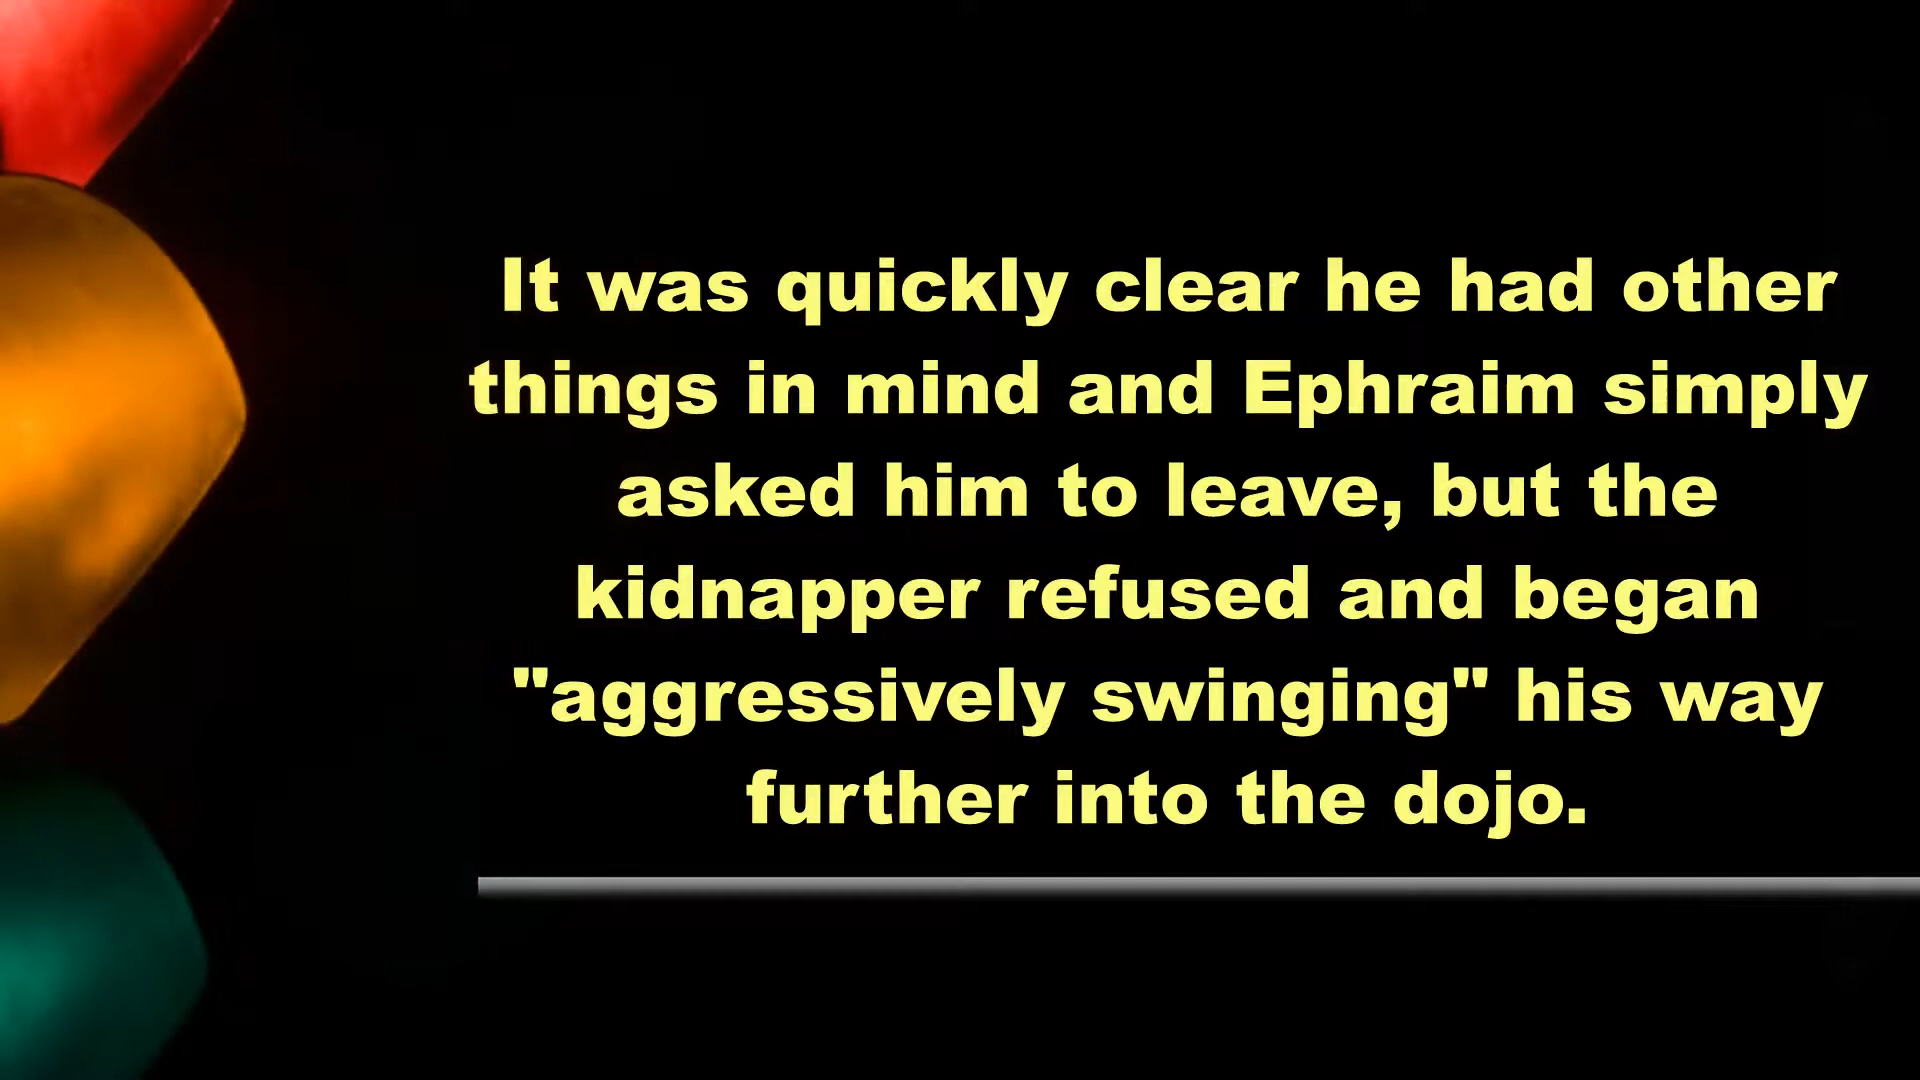 It was quickly clear he had other
things in mind and Ephraim simply
asked him to leave, but the
kidnapper refused and began
"aggressively swinging" his way
further into the dojo.